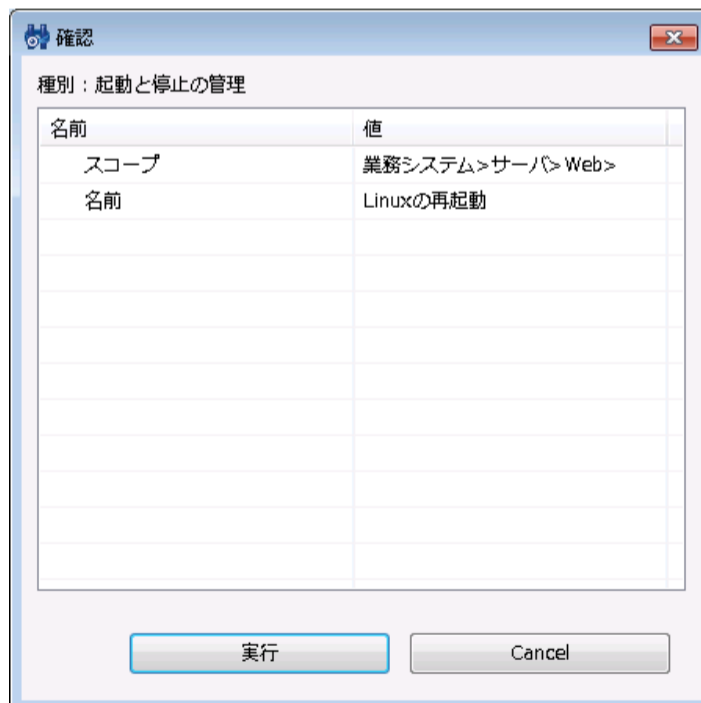 確認
種別：起動と停止の管理
名前 値
スコープ 業務システム>サーバ>Web>
名前 Linuxの再起動
実行 Cancel